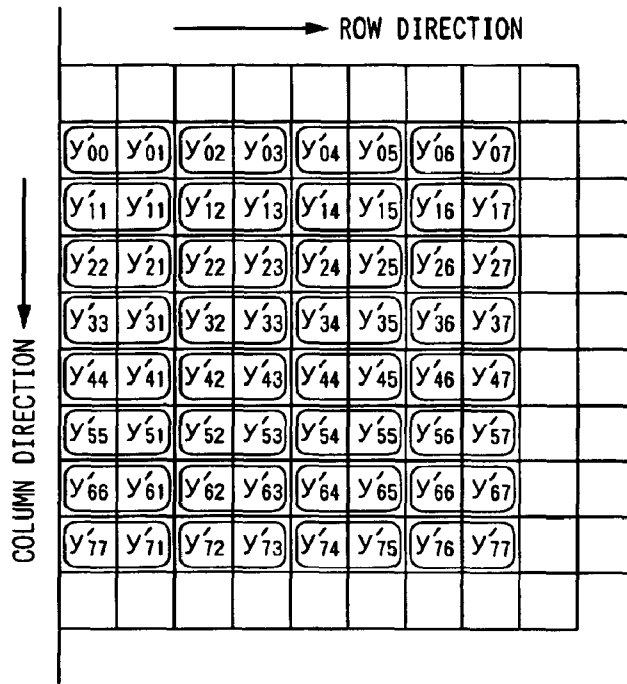 ROW DIRECTION
COLUMN DIRECTION
y′00 y′01 y′02 y′03 y′04 y′05 y′06 y′07
y′11 y′11 y′12 y′13 y′14 y′15 y′16 y′17
y′22 y′21 y′22 y′23 y′24 y′25 y′26 y′27
y′33 y′31 y′32 y′33 y′34 y′35 y′36 y′37
y′44 y′41 y′42 y′43 y′44 y′45 y′46 y′47
y′55 y′51 y′52 y′53 y′54 y′55 y′56 y′57
y′66 y′61 y′62 y′63 y′64 y′65 y′66 y′67
y′77 y′71 y′72 y′73 y′74 y′75 y′76 y′77